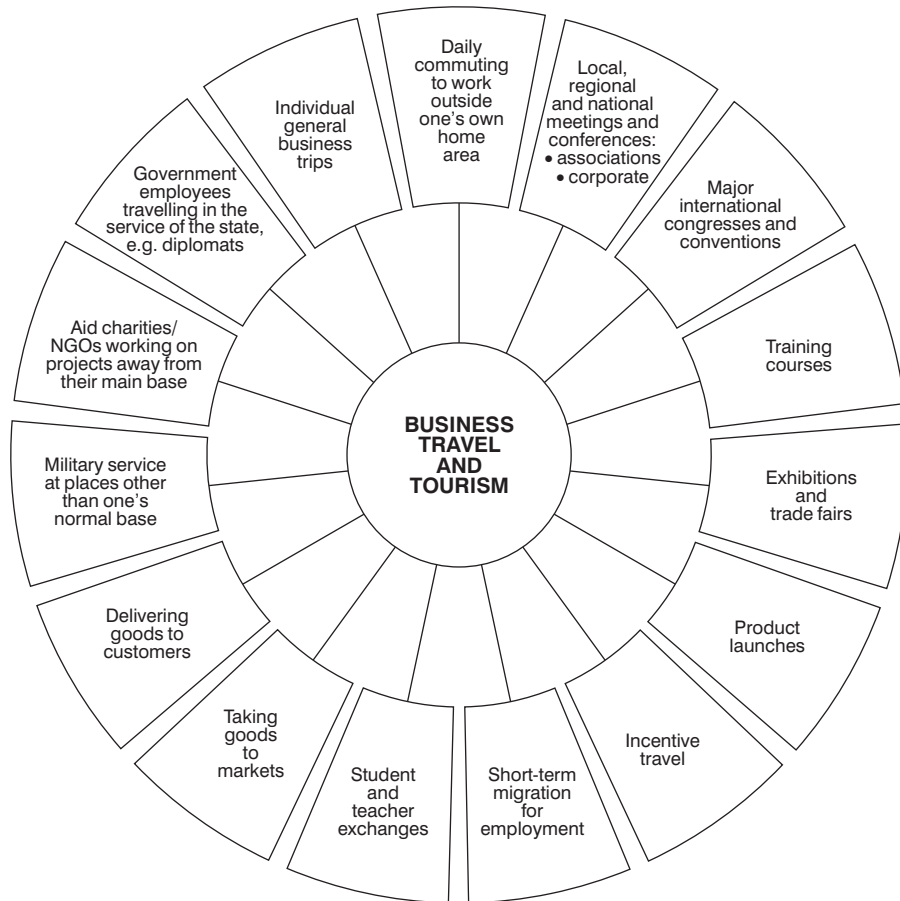 Daily
commuting
to work
outside
one's own
home
area
Local,
regional
and national
meetings and
conferences:
• associations
• corporate
Major
international
congresses and
conventions
Training
courses
Exhibitions
and
trade fairs
Product
launches
Incentive
travel
Short-term
migration
for
employment
Student
and
teacher
exchanges
Taking
goods
to
markets
Delivering
goods to
customers
Military service
at places other
than one's
normal base
Aid charities/
NGOs working on
projects away from
their main base
Government
employees
travelling in the
service of the state,
e.g. diplomats
Individual
general
business
trips
BUSINESS
TRAVEL
AND
TOURISM